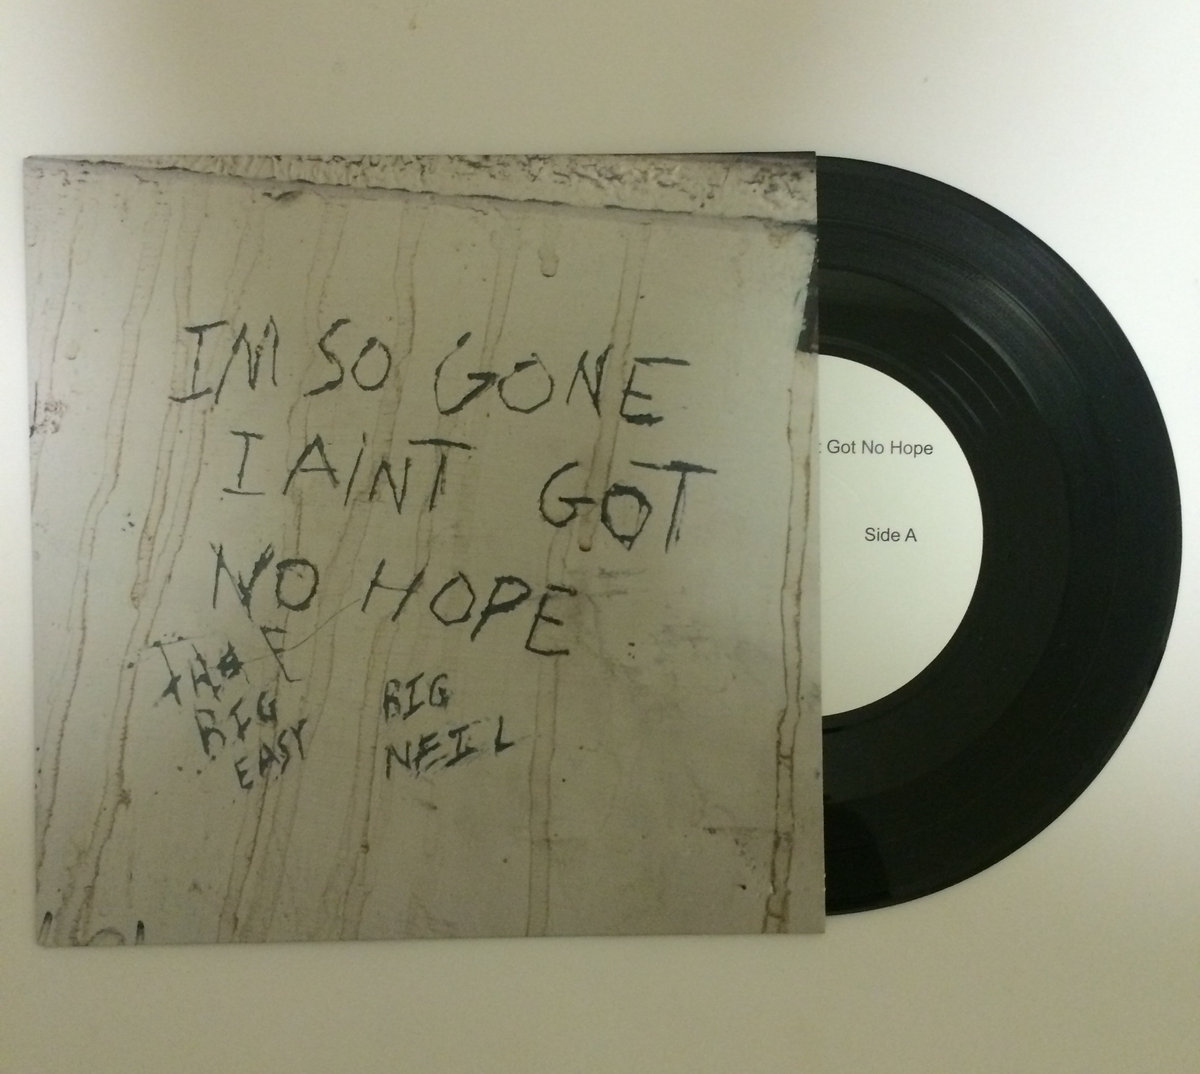 IM SO GONE
I AiNT GOT
NO HOPE
THE
BIG
EASY
BIG
NEIL
Got No Hope
Side A